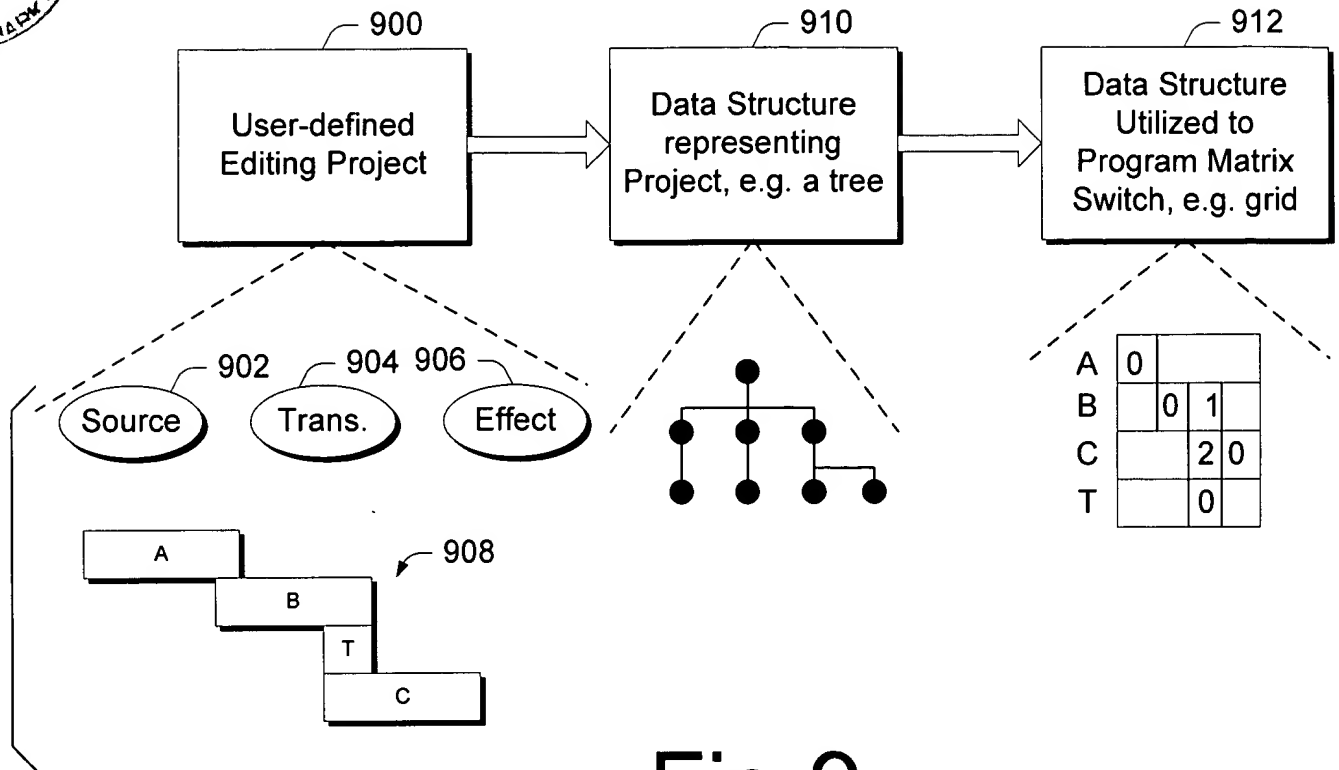 900
910
912
User-defined
Editing Project
Data Structure
representing
Project, e.g. a tree
Data Structure
Utilized to
Program Matrix
Switch, e.g. grid
902
904
906
Source
Trans.
Effect
A 0
B 0 1
C 2 0
T 0
908
A
B
T
C